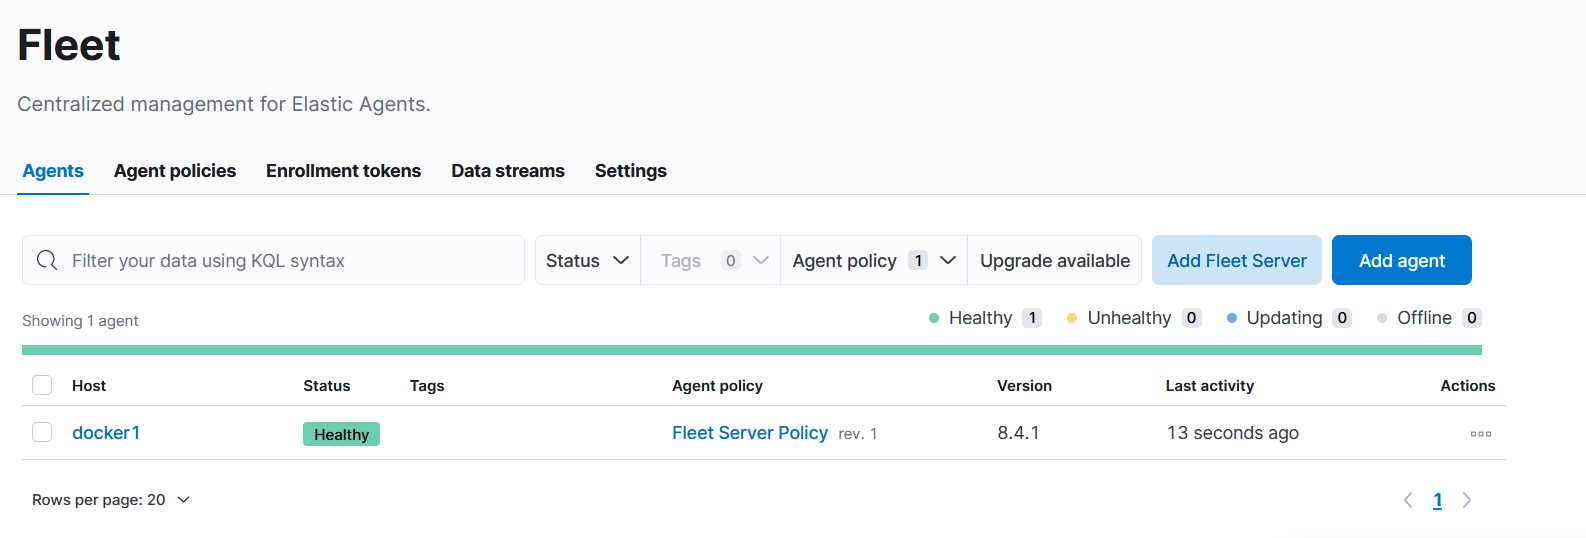 Fleet
Centralized management for Elastic Agents.
Agents Agent policies Enrollment tokens Data streams Settings
Filter your data using KQL syntax Status Tags 0 Agent policy 1 Upgrade available Add Fleet Server Add agent
Showing 1 agent Healthy 1 Unhealthy 0 Updating 0 Offline 0
Host Status Tags Agent policy Version Last activity Actions
docker1 Healthy Fleet Server Policy rev. 1 8.4.1 13 seconds ago
Rows per page: 20 1